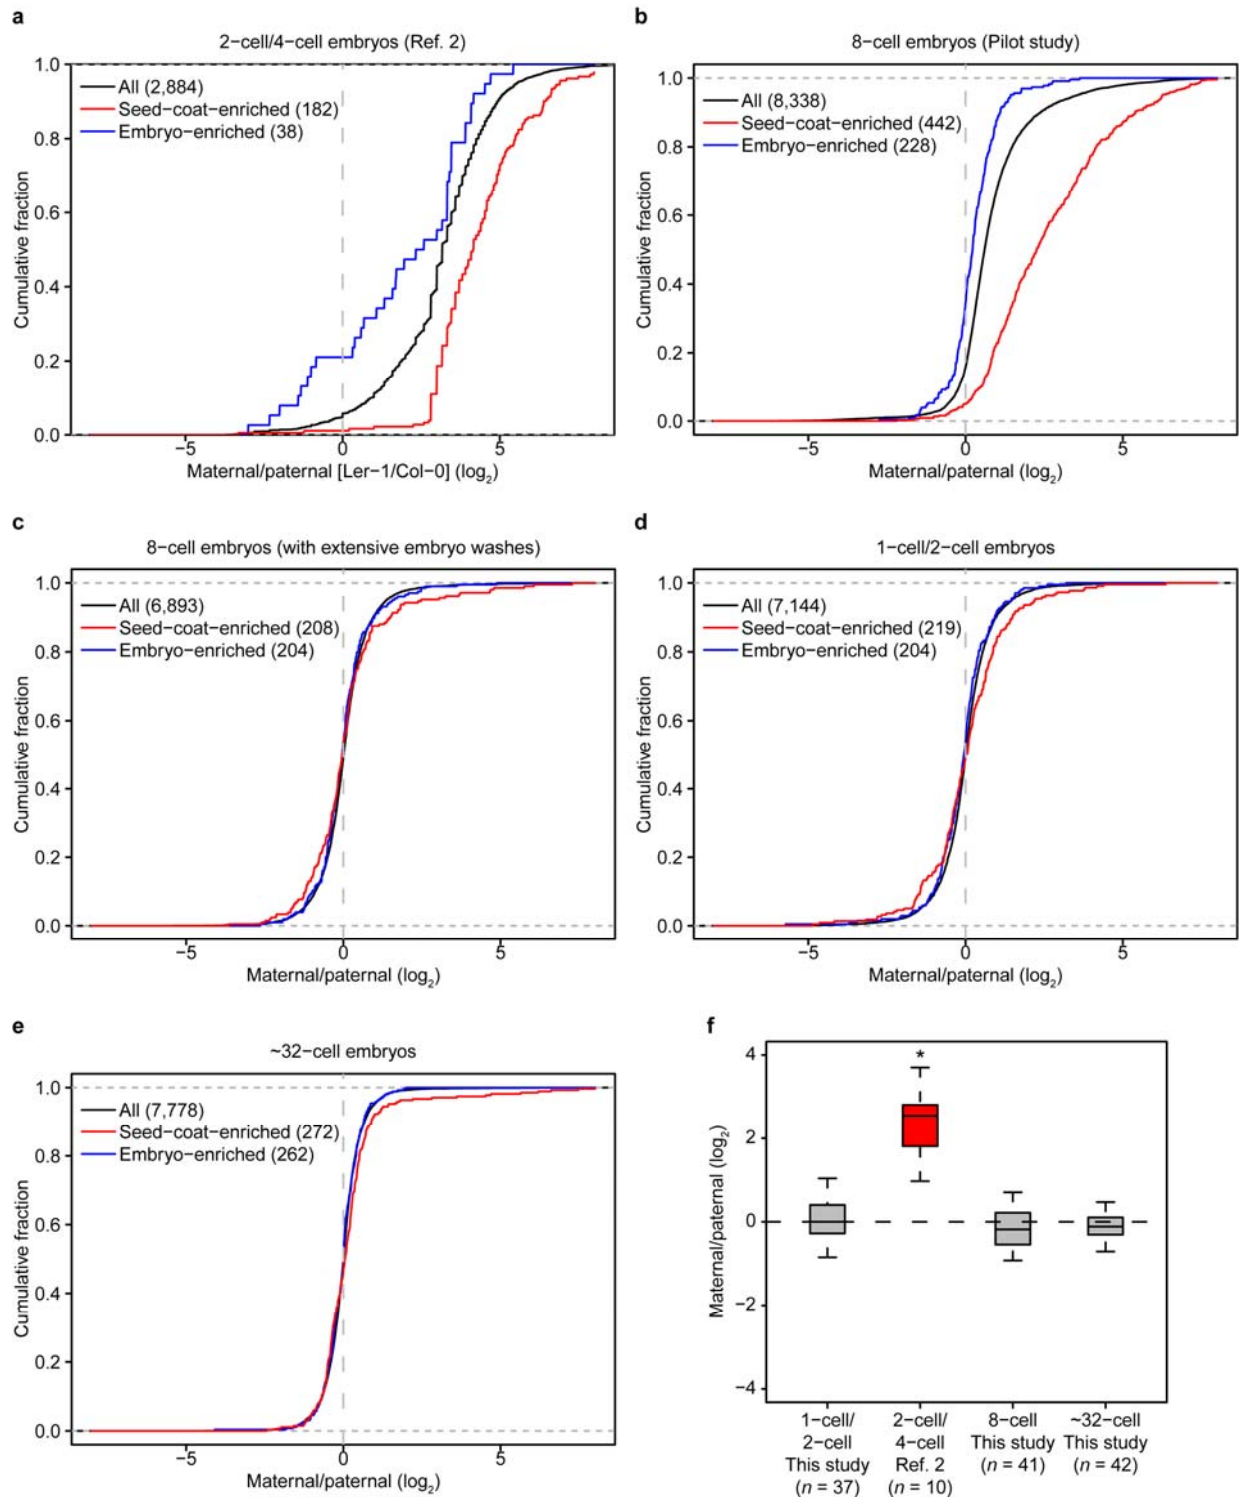 a
2−cell/4−cell embryos (Ref. 2)
1.0
0.8
0.6
0.4
0.2
0.0
Cumulative fraction
All (2,884)
Seed−coat−enriched (182)
Embryo−enriched (38)
−5
0
5
Maternal/paternal [Ler−1/Col−0] (log2)
b
8−cell embryos (Pilot study)
1.0
0.8
0.6
0.4
0.2
0.0
Cumulative fraction
All (8,338)
Seed−coat−enriched (442)
Embryo−enriched (228)
−5
0
5
Maternal/paternal (log2)
c
8−cell embryos (with extensive embryo washes)
1.0
0.8
0.6
0.4
0.2
0.0
Cumulative fraction
All (6,893)
Seed−coat−enriched (208)
Embryo−enriched (204)
−5
0
5
Maternal/paternal (log2)
d
1−cell/2−cell embryos
1.0
0.8
0.6
0.4
0.2
0.0
Cumulative fraction
All (7,144)
Seed−coat−enriched (219)
Embryo−enriched (204)
−5
0
5
Maternal/paternal (log2)
e
~32−cell embryos
1.0
0.8
0.6
0.4
0.2
0.0
Cumulative fraction
All (7,778)
Seed−coat−enriched (272)
Embryo−enriched (262)
−5
0
5
Maternal/paternal (log2)
f
4
2
0
−2
−4
Maternal/paternal (log2)
*
1−cell/
2−cell
This study
(n = 37)
2−cell/
4−cell
Ref. 2
(n = 10)
8−cell
This study
(n = 41)
~32−cell
This study
(n = 42)